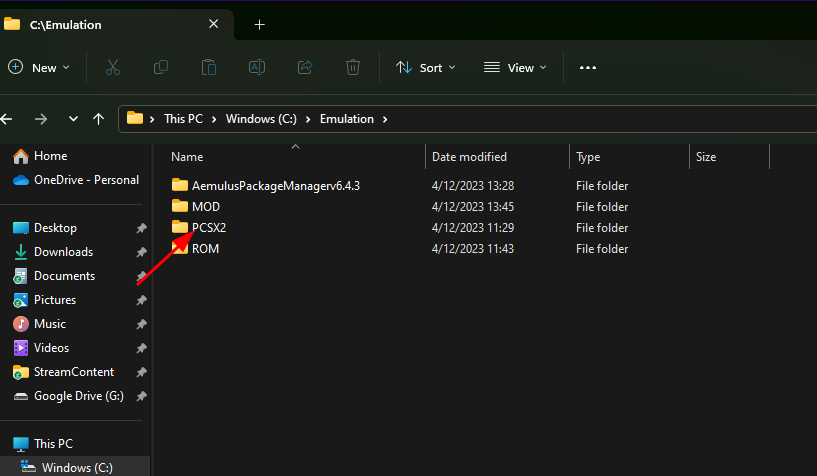 C:\Emulation
New
Sort
View
This PC
Windows (C:)
Emulation
Name
Date modified
Type
Size
AemulusPackageManagerv6.4.3
4/12/2023 13:28
File folder
MOD
4/12/2023 13:45
File folder
PCSX2
4/12/2023 11:29
File folder
ROM
4/12/2023 11:43
File folder
Home
OneDrive - Personal
Desktop
Downloads
Documents
Pictures
Music
Videos
StreamContent
Google Drive (G:)
This PC
Windows (C:)